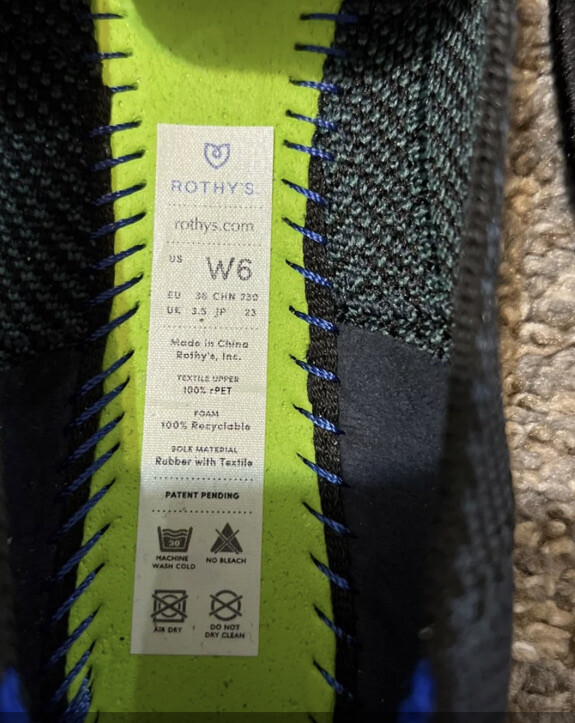 ROTHY'S
rothys.com
US W6
EU 36 CHN 230
UK 3.5 JP 23
Made in China
Rothy's, Inc.
TEXTILE UPPER
100% rPET
FOAM
100% Recyclable
SOLE MATERIAL
Rubber with Textile
PATENT PENDING
30
MACHINE
WASH COLD
NO BLEACH
AIR DRY
DO NOT
DRY CLEAN